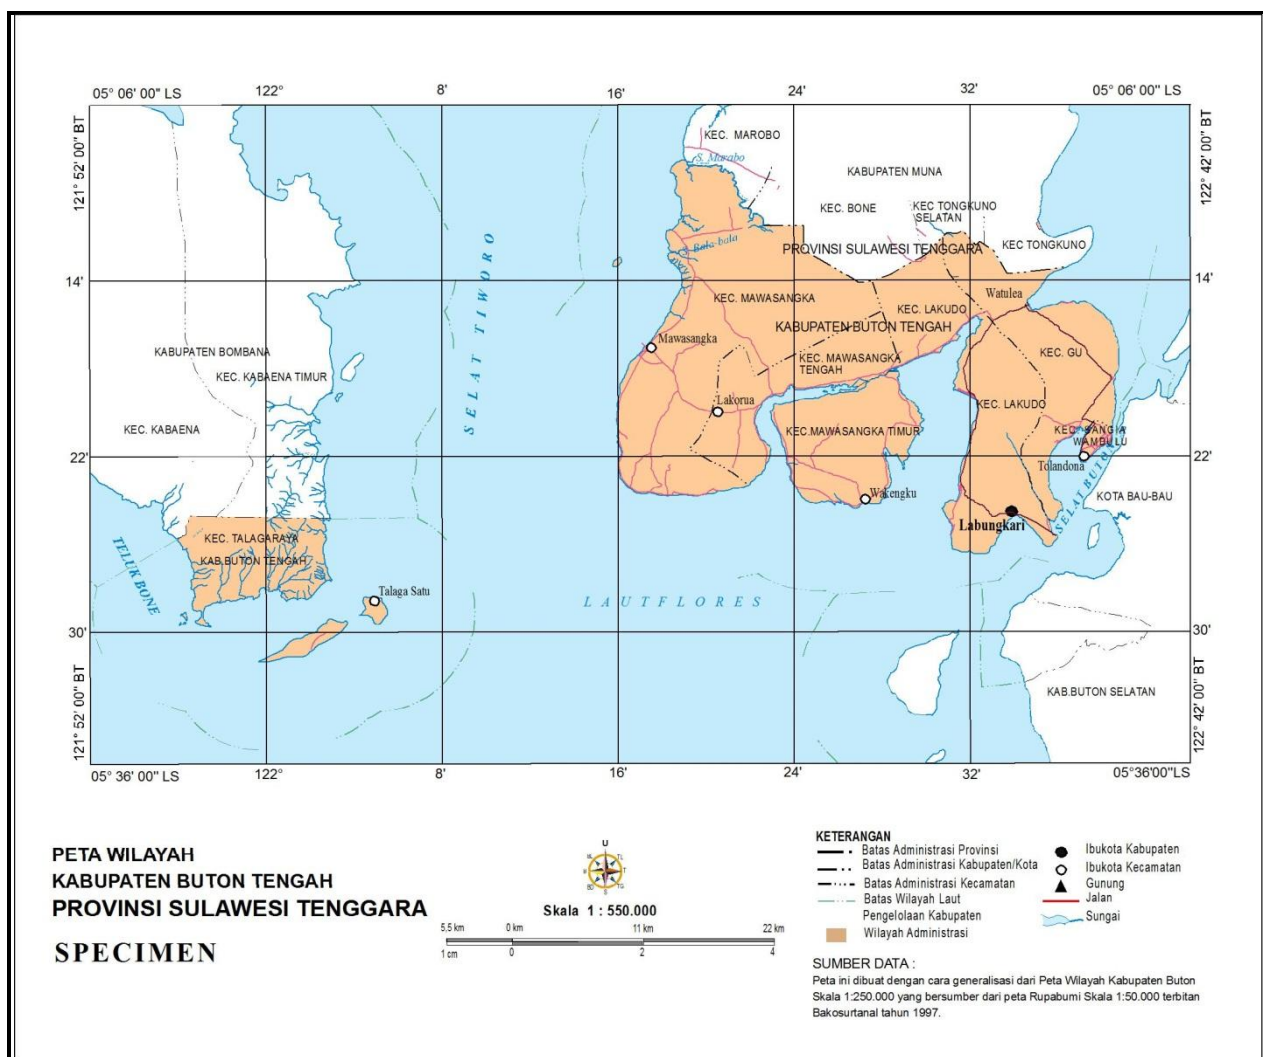 05° 06' 00" LS 122° 8' 16' 24' 32' 05° 06' 00" LS
121° 52' 00" BT
122° 42' 00" BT
KEC. MAROBO
S. Marabo
KABUPATEN MUNA
KEC. BONE
KEC TONGKUNO
SELATAN
KEC TONGKUNO
PROVINSI SULAWESI TENGGARA
S. Bala-bala
SELAT TIWORO
14'
14'
KEC. MAWASANGKA
KEC. LAKUDO
Watulea
KABUPATEN BUTON TENGAH
Mawasangka
KABUPATEN BOMBANA
KEC. KABAENA TIMUR
KEC. MAWASANGKA
TENGAH
KEC. GU
Lakorua
KEC. LAKUDO
KEC. KABAENA
KEC.MAWASANGKA TIMUR
KEC. SANGIA
WAMBULU
22'
22'
Tolandona
SELAT BUTON
Wakengku
KOTA BAU-BAU
Labungkari
KEC. TALAGARAYA
KAB.BUTON TENGAH
TELUK BONE
Talaga Satu
LAUT FLORES
30'
30'
KAB.BUTON SELATAN
121° 52' 00" BT
122° 42' 00" BT
05° 36' 00" LS 122° 8' 16' 24' 32' 05°36'00"LS
PETA WILAYAH
KABUPATEN BUTON TENGAH
PROVINSI SULAWESI TENGGARA
SPECIMEN
U
TL
T
TG
S
BD
B
BL
Skala 1 : 550.000
5,5 km 0 km 11 km 22 km
1 cm 0 2 4
KETERANGAN
Batas Administrasi Provinsi
Batas Administrasi Kabupaten/Kota
Batas Administrasi Kecamatan
Batas Wilayah Laut
Pengelolaan Kabupaten
Wilayah Administrasi
Ibukota Kabupaten
Ibukota Kecamatan
Gunung
Jalan
Sungai
SUMBER DATA :
Peta ini dibuat dengan cara generalisasi dari Peta Wilayah Kabupaten Buton
Skala 1:250.000 yang bersumber dari peta Rupabumi Skala 1:50.000 terbitan
Bakosurtanal tahun 1997.